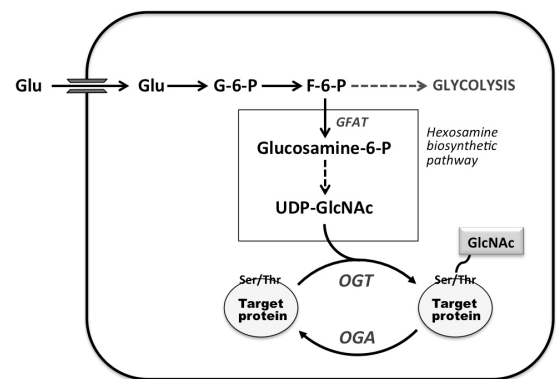 Glu
Glu
G-6-P
F-6-P
GLYCOLYSIS
GFAT
Hexosamine
biosynthetic
pathway
Glucosamine-6-P
UDP-GlcNAc
GlcNAc
Ser/Thr
Target
protein
OGT
Ser/Thr
Target
protein
OGA